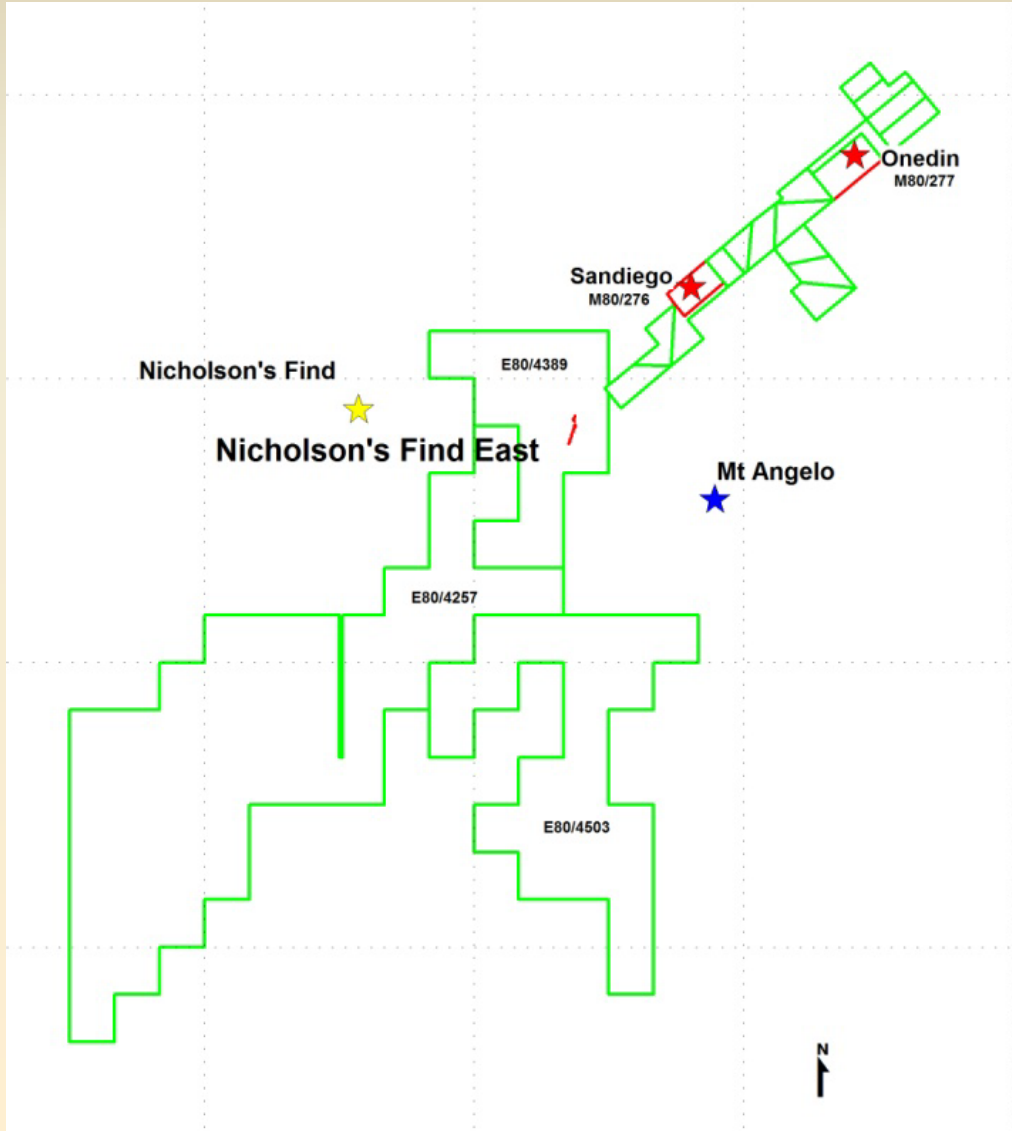 Onedin
M80/277
Sandiego
M80/276
E80/4389
Nicholson's Find
Nicholson's Find East
Mt Angelo
E80/4257
E80/4503
N